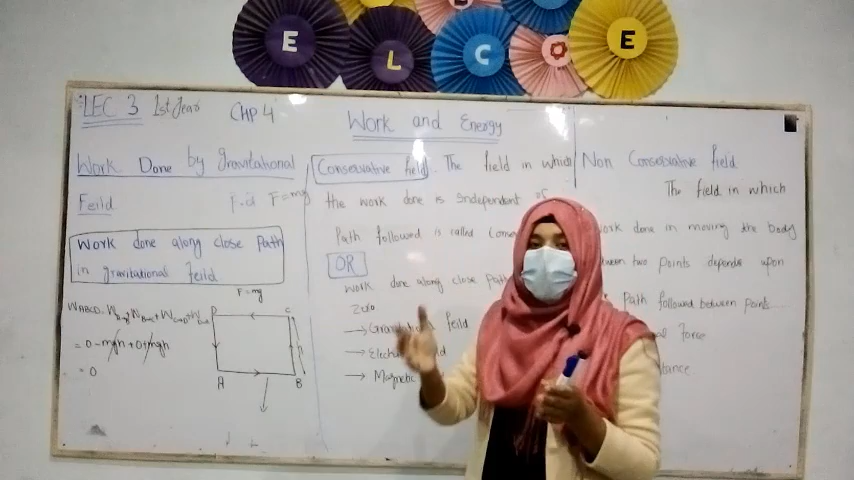 E L C O E
LEC 3 1st Year CHP 4
Work and Energy
Work Done by Gravitational
Feild
F.d F=mg
Work done along close Path
in gravitational feild
F=mg
= 0 - mgh + 0 + mgh
= 0
D C
A B
h
Conservative field. The field in which
the work done is independent of
Path followed is called
OR
Work done along close Path
Zero
→ feild
→
→ Magnetic
Non Conservative field
The field in which
work done in moving the body
between two points depends upon
Path followed between points...
Force